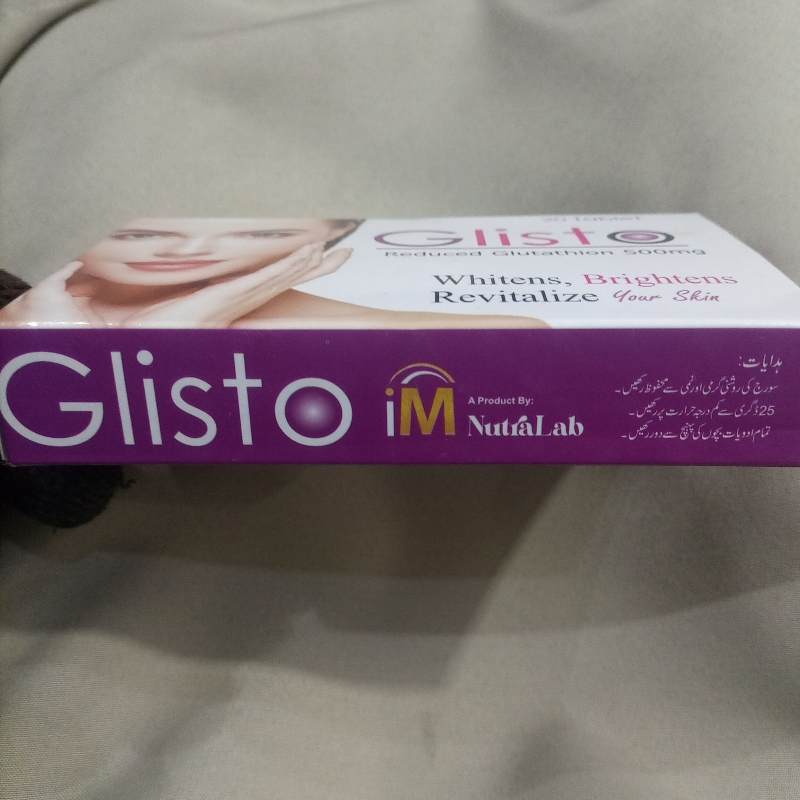 20 Tablet
Glisto
Reduced Glutathion 500mg
Whitens, Brightens
Revitalize Your Skin
Glisto
iM
A Product By:
NutraLab
ہدایات:
سورج کی روشنی گرمی اور نمی سے محفوظ رکھیں۔
25 ڈگری سے کم درجہ حرارت پر رکھیں۔
تمام ادویات بچوں کی پہنچ سے دور رکھیں۔